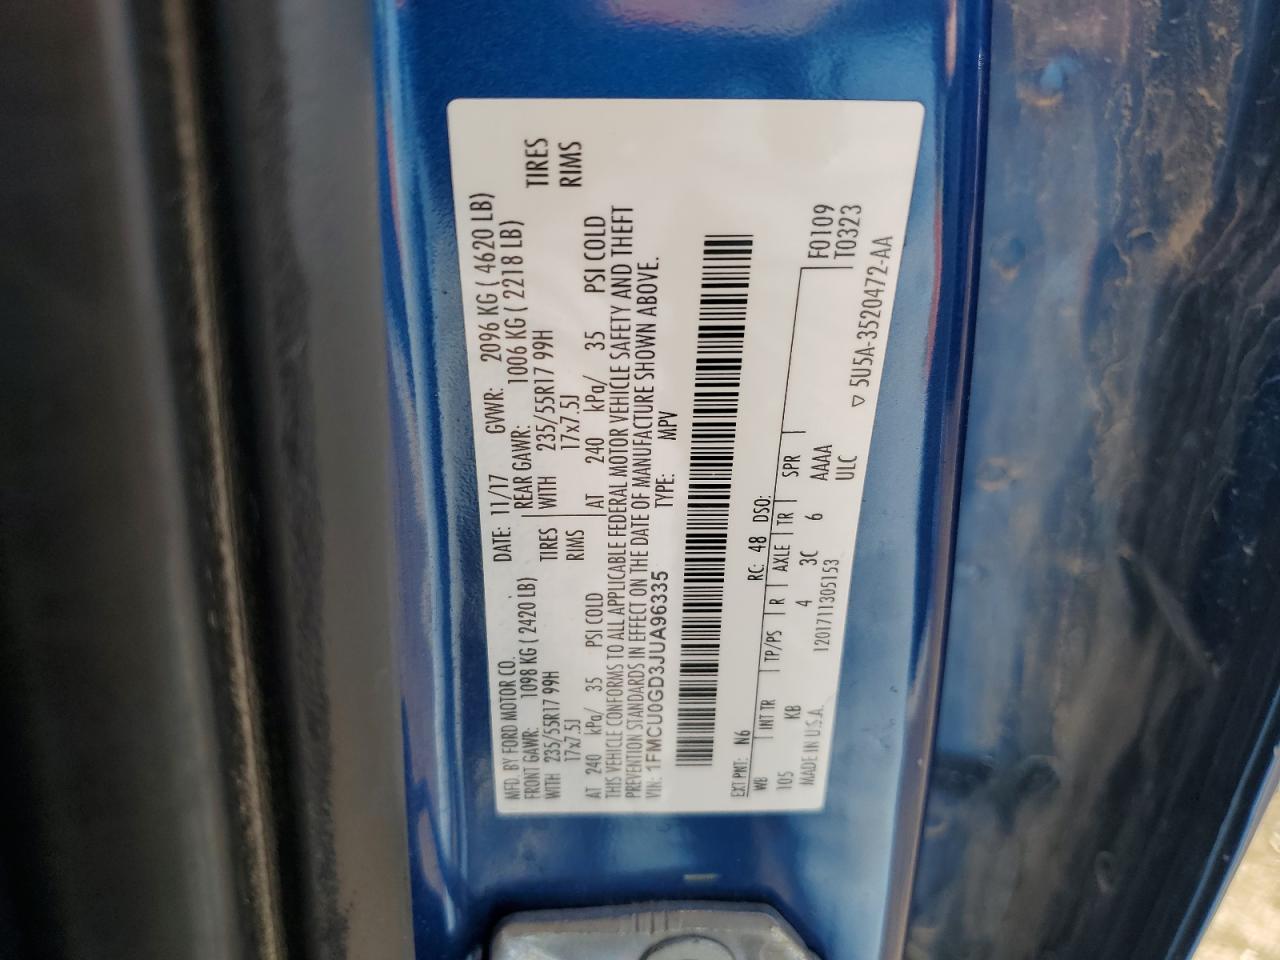 MFD. BY FORD MOTOR CO.
DATE: 11/17 GVWR: 2096 KG ( 4620 LB)
FRONT GAWR: 1098 KG ( 2420 LB) REAR GAWR: 1006 KG ( 2218 LB)
WITH 235/55R17 99H TIRES WITH 235/55R17 99H TIRES
17x7.5J RIMS 17x7.5J RIMS
AT 240 kPa/ 35 PSI COLD AT 240 kPa/ 35 PSI COLD
THIS VEHICLE CONFORMS TO ALL APPLICABLE FEDERAL MOTOR VEHICLE SAFETY AND THEFT
PREVENTION STANDARDS IN EFFECT ON THE DATE OF MANUFACTURE SHOWN ABOVE.
VIN: 1FMCU0GD3JUA96335 TYPE: MPV
EXT PNT: N6 RC: 48 DSO:
WB INT TR TP/PS R AXLE TR SPR F0109
105 KB 4 3C 6 AAAA T0323
MADE IN U.S.A. 1201711305153 ULC
▽ 5U5A-3520472-AA